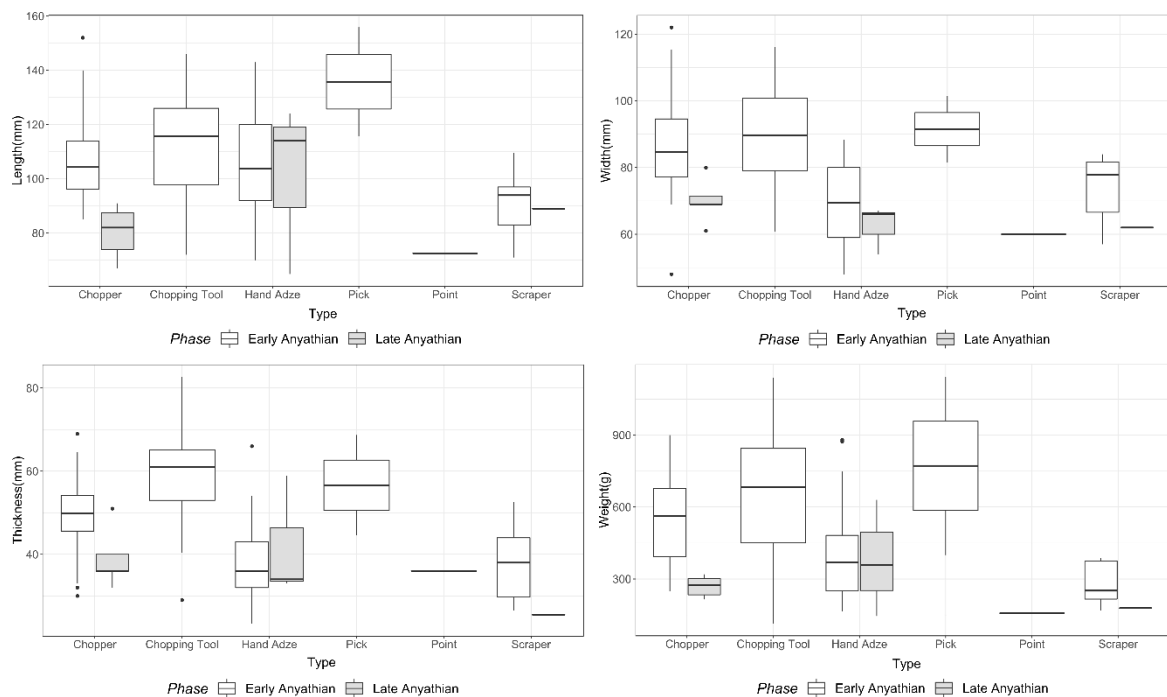 160
140
120
100
80
60
Length(mm)
Chopper Chopping Tool Hand Adze Pick Point Scraper
Type
Phase Early Anyathian Late Anyathian
120
100
80
60
Width(mm)
Chopper Chopping Tool Hand Adze Pick Point Scraper
Type
Phase Early Anyathian Late Anyathian
80
60
40
Thickness(mm)
Chopper Chopping Tool Hand Adze Pick Point Scraper
Type
Phase Early Anyathian Late Anyathian
900
600
300
Weight(g)
Chopper Chopping Tool Hand Adze Pick Point Scraper
Type
Phase Early Anyathian Late Anyathian